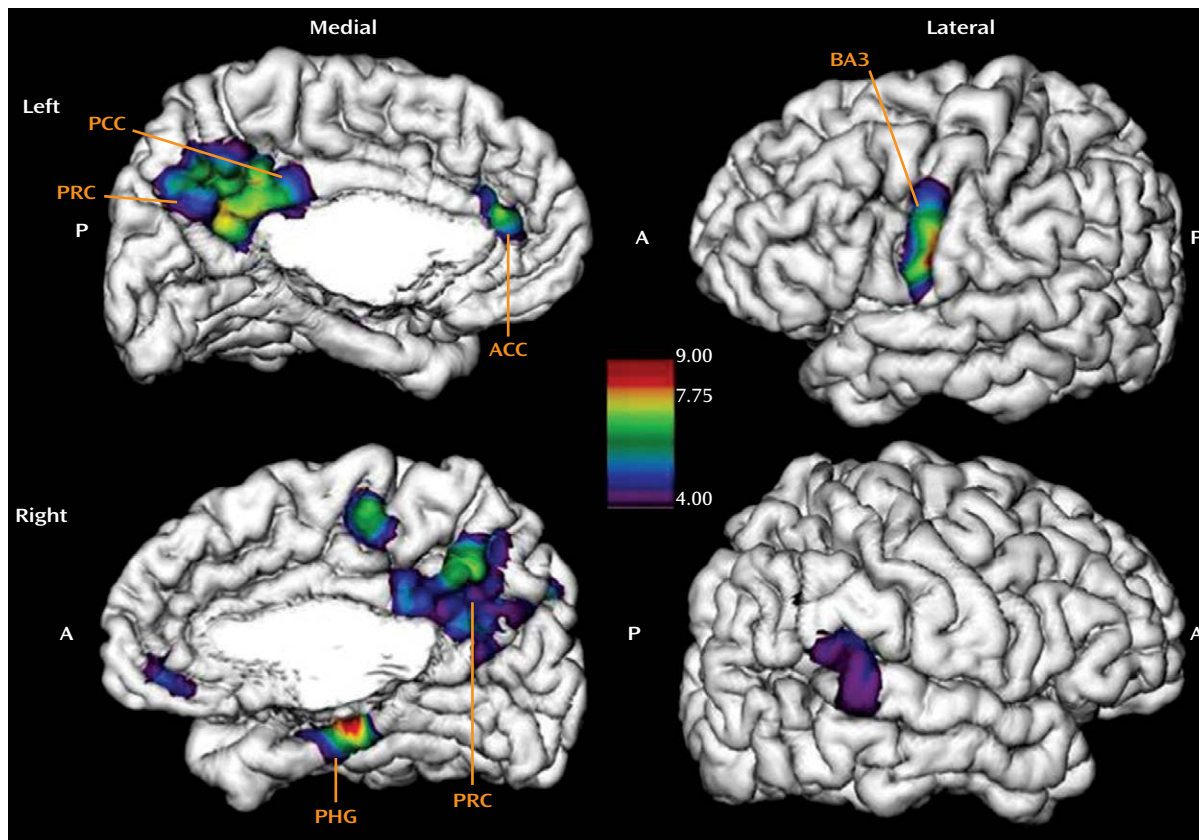 Medial
Lateral
BA3
Left
PCC
PRC
P
A
P
ACC
9.00
7.75
4.00
Right
A
P
A
PHG
PRC